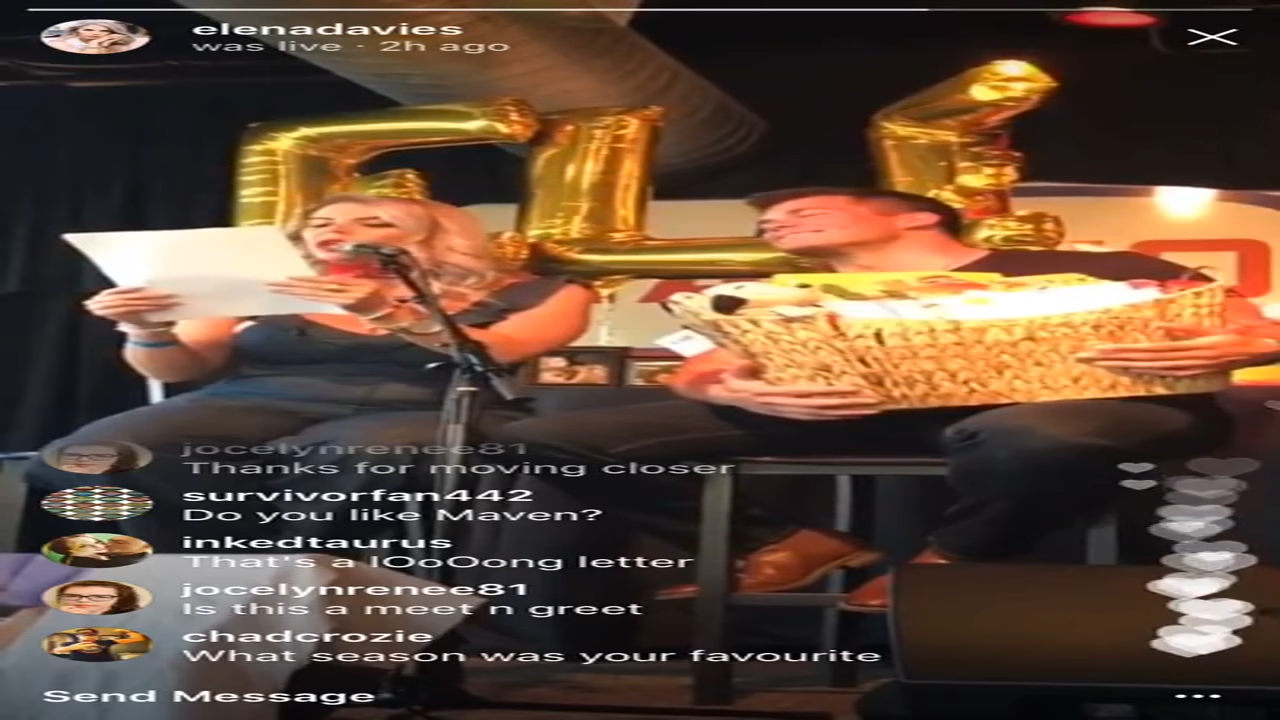 elenadavies
was live · 2h ago
jocelynrenee81
Thanks for moving closer
survivorfan442
Do you like Maven?
inkedtaurus
That's a lOoOong letter
jocelynrenee81
Is this a meet n greet
chadcrozie
What season was your favourite
Send Message